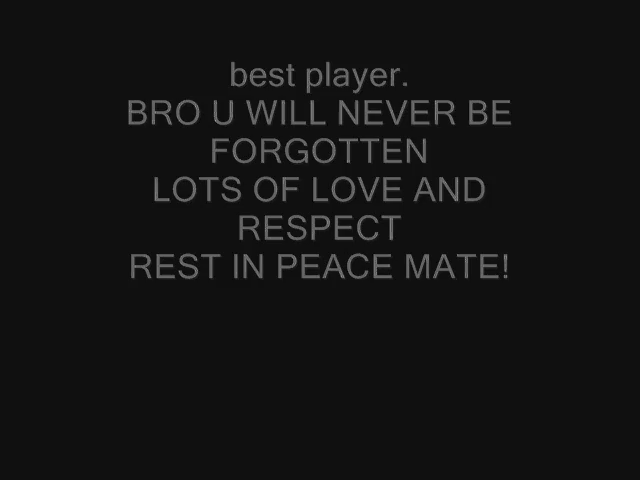 best player.
BRO U WILL NEVER BE
FORGOTTEN
LOTS OF LOVE AND
RESPECT
REST IN PEACE MATE!